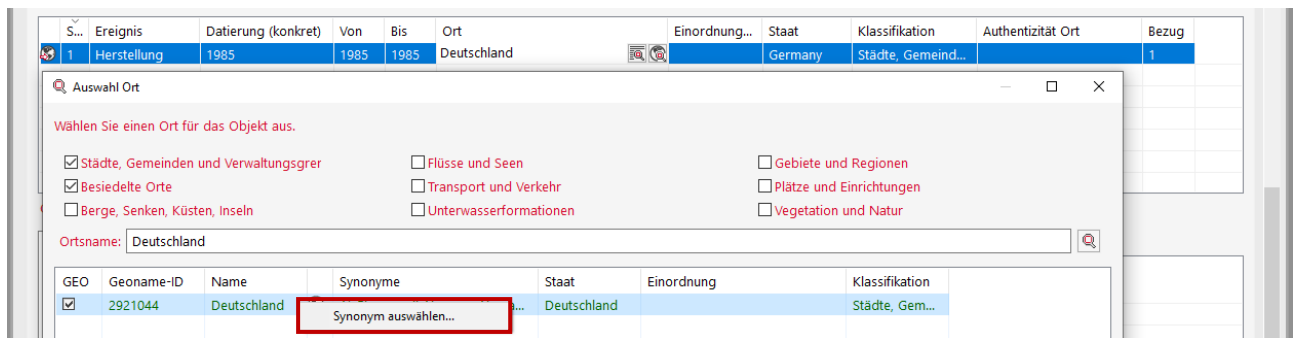 S... Ereignis Datierung (konkret) Von Bis Ort Einordnung... Staat Klassifikation Authentizität Ort Bezug
1 Herstellung 1985 1985 1985 Deutschland Germany Städte, Gemeind... 1
Auswahl Ort
Wählen Sie einen Ort für das Objekt aus.
Städte, Gemeinden und Verwaltungsgrer Flüsse und Seen Gebiete und Regionen
Besiedelte Orte Transport und Verkehr Plätze und Einrichtungen
Berge, Senken, Küsten, Inseln Unterwasserformationen Vegetation und Natur
Ortsname: Deutschland
GEO Geoname-ID Name Synonyme Staat Einordnung Klassifikation
2921044 Deutschland Deutschland Städte, Gem...
Synonym auswählen...